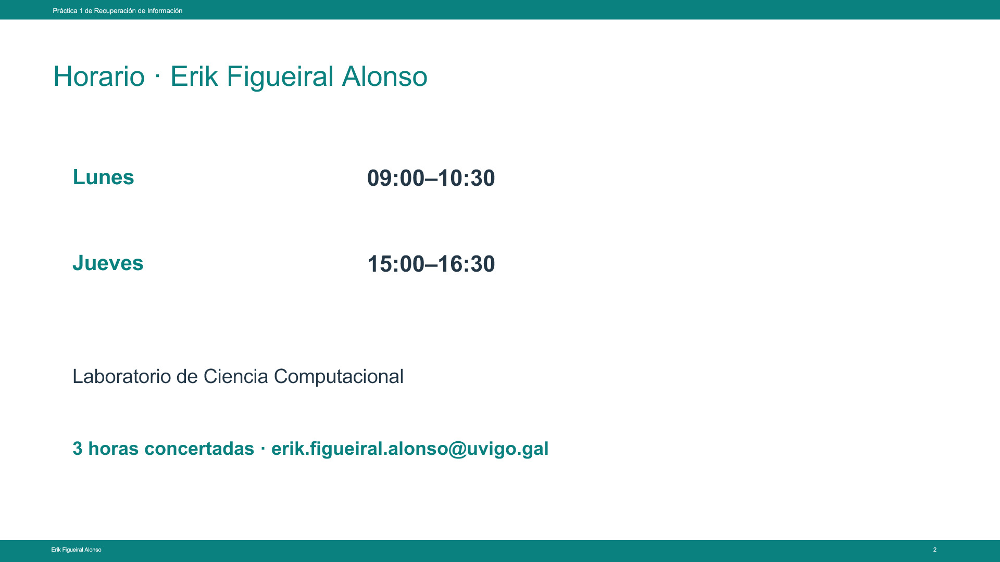 Práctica 1 de Recuperación de Información
Horario · Erik Figueiral Alonso
Lunes 09:00–10:30
Jueves 15:00–16:30
Laboratorio de Ciencia Computacional
3 horas concertadas · erik.figueiral.alonso@uvigo.gal
Erik Figueiral Alonso 2